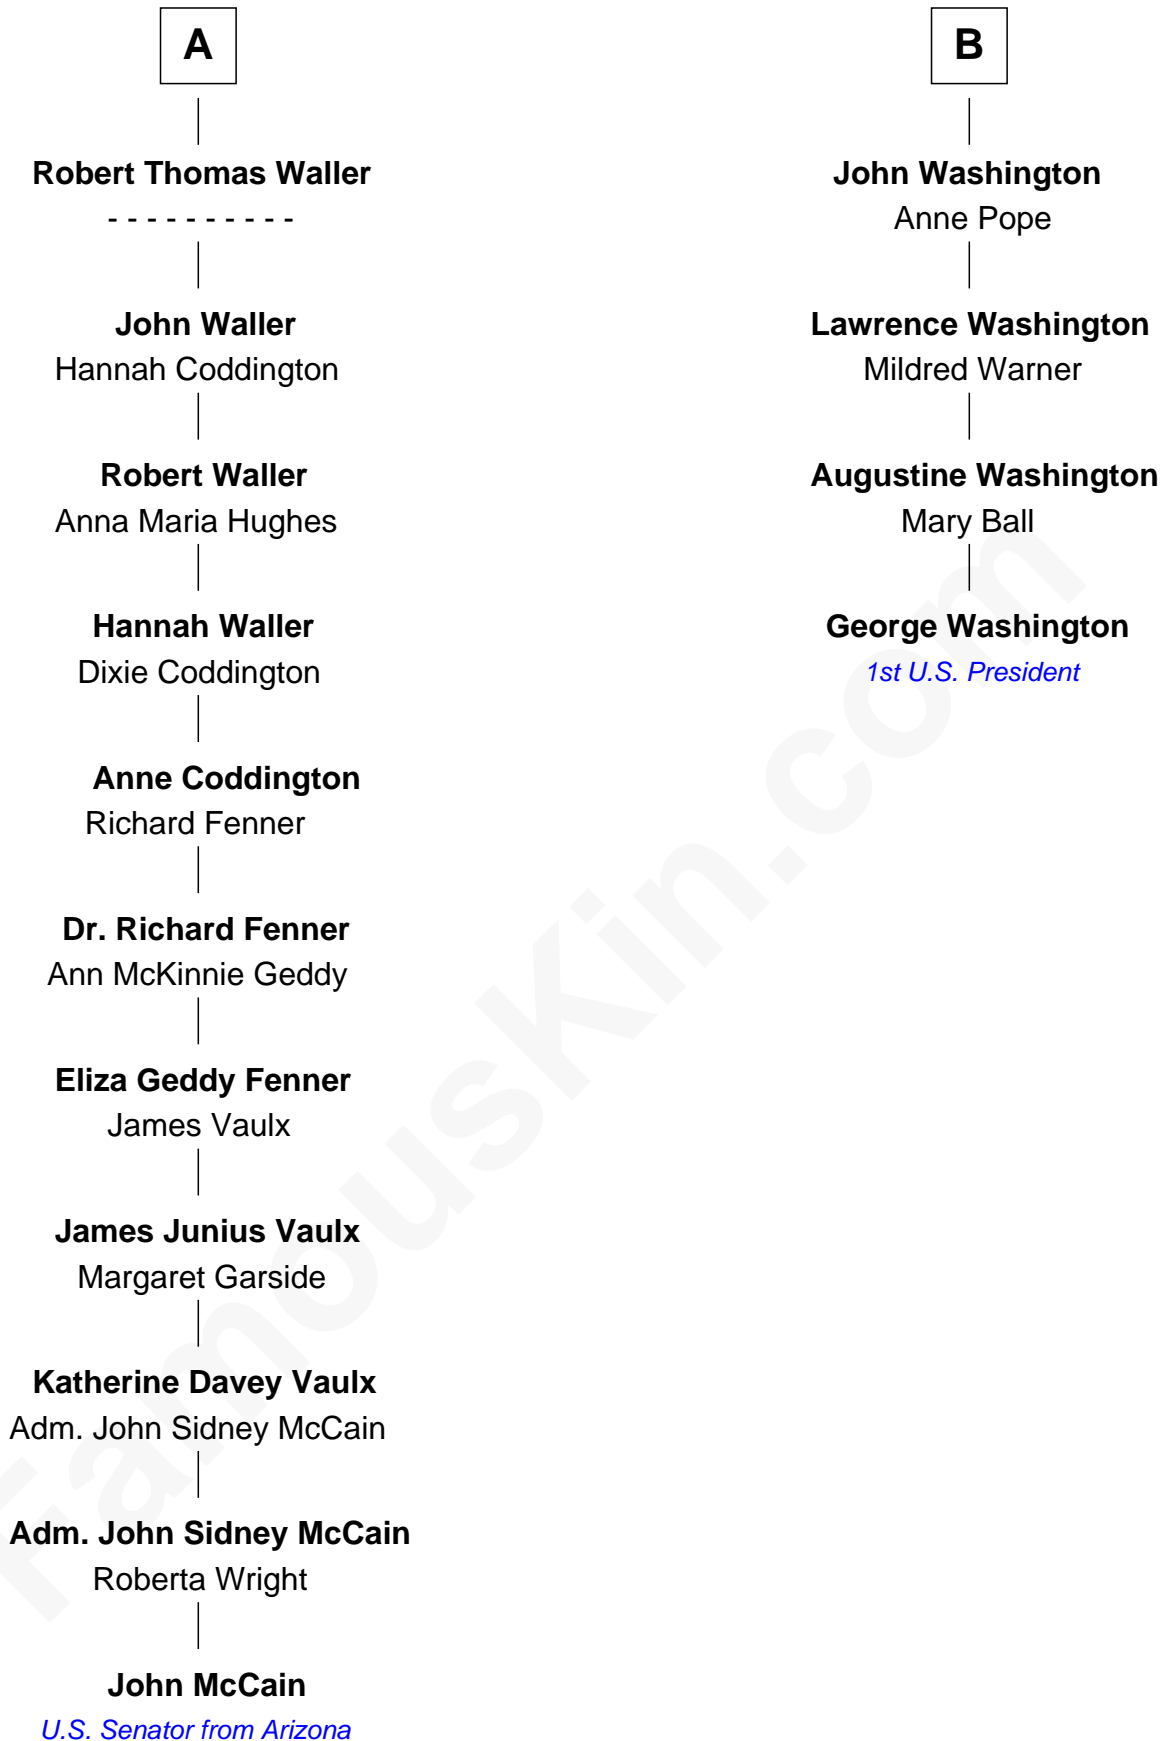 A
Robert Thomas Waller
- - - - - - - - - -
John Waller
Hannah Coddington
Robert Waller
Anna Maria Hughes
Hannah Waller
Dixie Coddington
Anne Coddington
Richard Fenner
Dr. Richard Fenner
Ann McKinnie Geddy
Eliza Geddy Fenner
James Vaulx
James Junius Vaulx
Margaret Garside
Katherine Davey Vaulx
Adm. John Sidney McCain
Adm. John Sidney McCain
Roberta Wright
John McCain
U.S. Senator from Arizona
B
John Washington
Anne Pope
Lawrence Washington
Mildred Warner
Augustine Washington
Mary Ball
George Washington
1st U.S. President
FamousKin.com